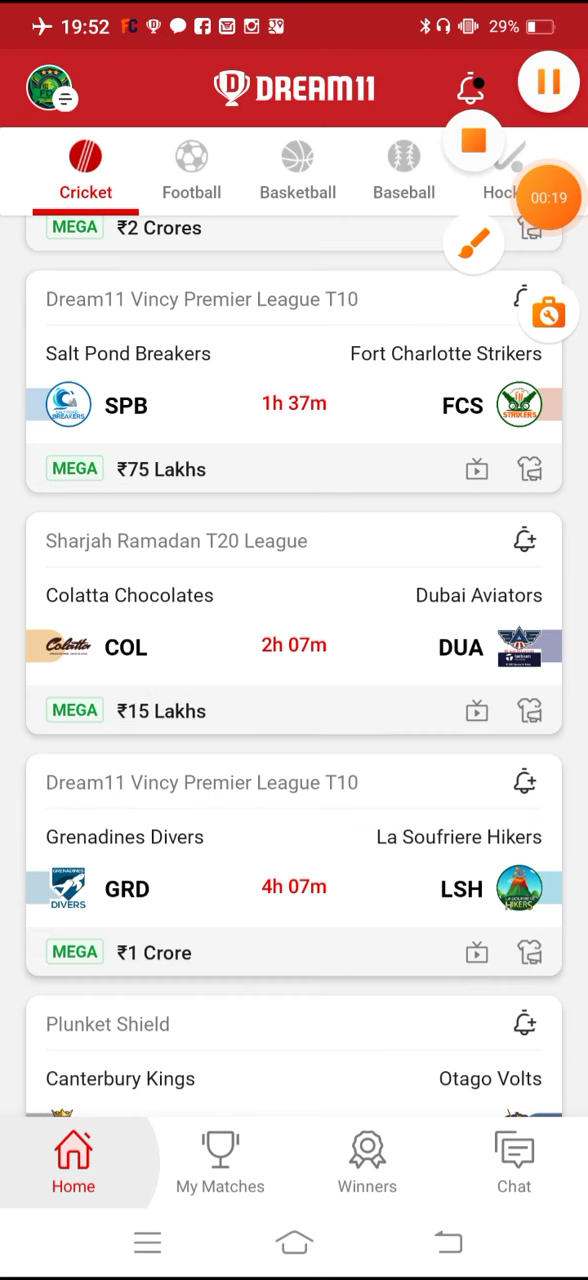 19:52
29%
DREAM11
Cricket
Football
Basketball
Baseball
Hock
00:19
MEGA ₹2 Crores
Dream11 Vincy Premier League T10
Salt Pond Breakers Fort Charlotte Strikers
SPB 1h 37m FCS
MEGA ₹75 Lakhs
Sharjah Ramadan T20 League
Colatta Chocolates Dubai Aviators
Colatta COL 2h 07m DUA
MEGA ₹15 Lakhs
Dream11 Vincy Premier League T10
Grenadines Divers La Soufriere Hikers
GRD 4h 07m LSH
DIVERS HIKERS
MEGA ₹1 Crore
Plunket Shield
Canterbury Kings Otago Volts
Home My Matches Winners Chat